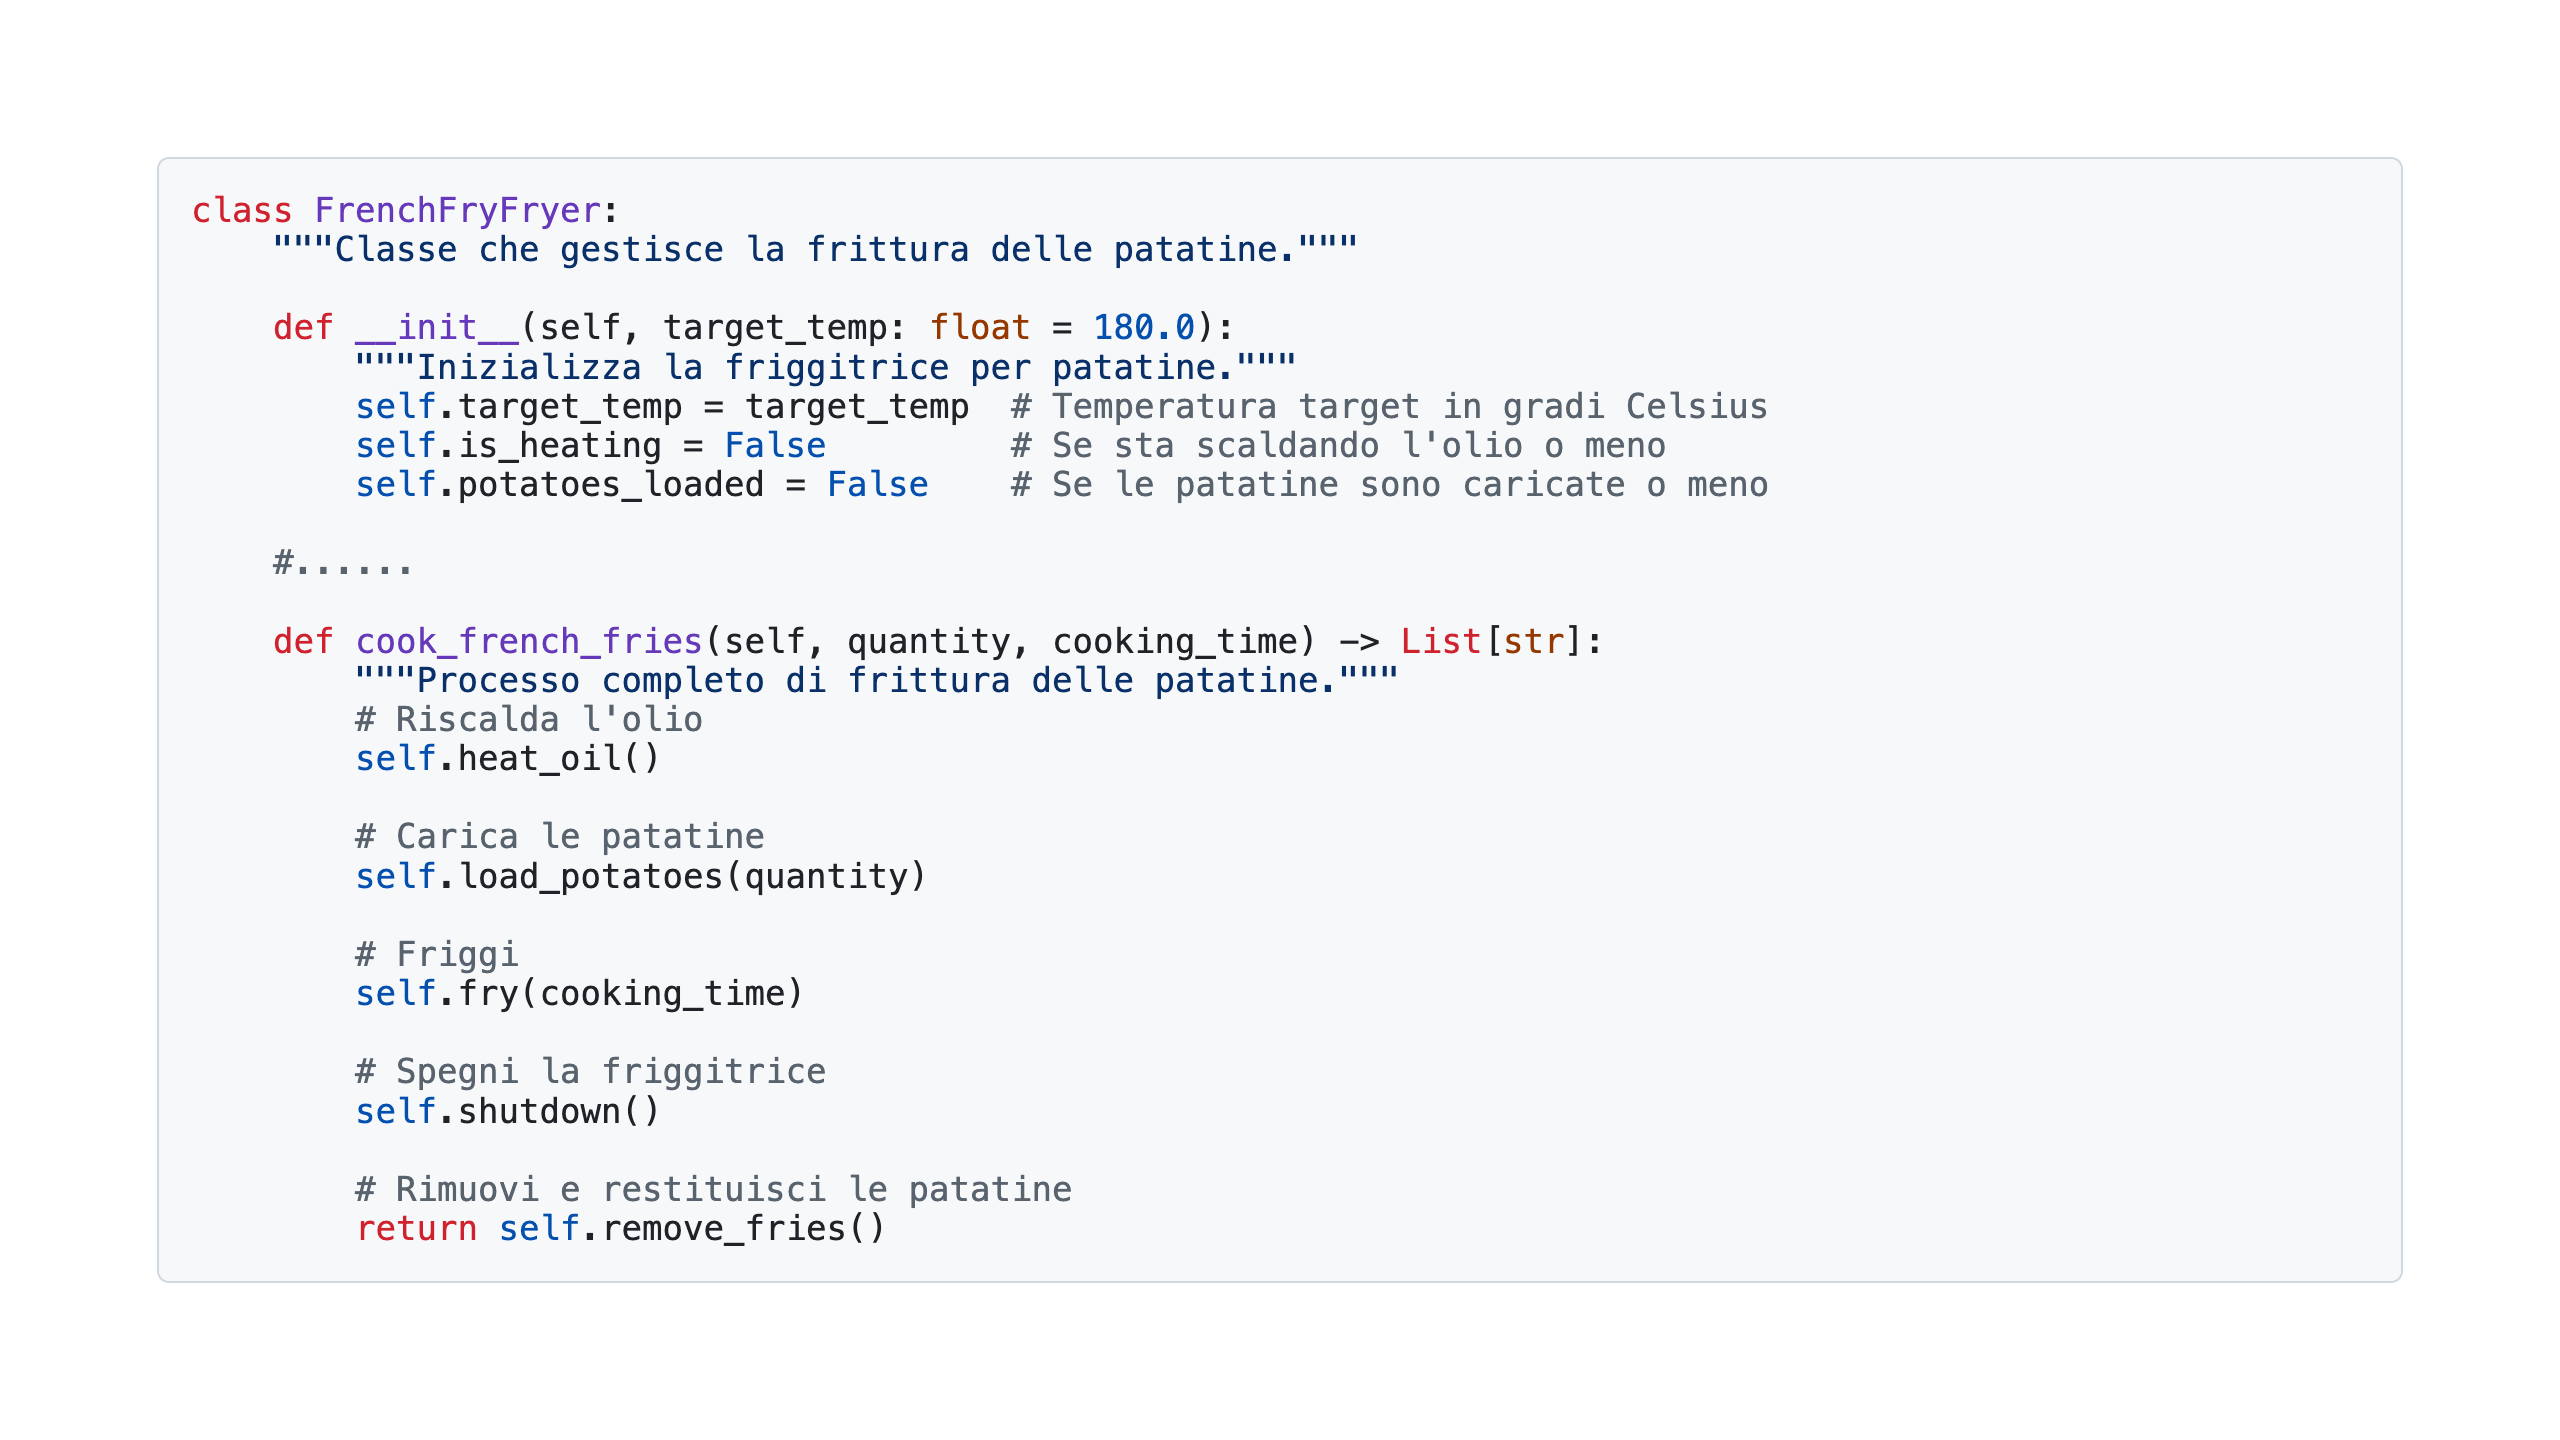 class FrenchFryFryer:
    """Classe che gestisce la frittura delle patatine."""
    def __init__(self, target_temp: float = 180.0):
        """Inizializza la friggitrice per patatine."""
        self.target_temp = target_temp  # Temperatura target in gradi Celsius
        self.is_heating = False         # Se sta scaldando l'olio o meno
        self.potatoes_loaded = False    # Se le patatine sono caricate o meno
    #......
    def cook_french_fries(self, quantity, cooking_time) -> List[str]:
        """Processo completo di frittura delle patatine."""
        # Riscalda l'olio
        self.heat_oil()
        # Carica le patatine
        self.load_potatoes(quantity)
        # Friggi
        self.fry(cooking_time)
        # Spegni la friggitrice
        self.shutdown()
        # Rimuovi e restituisci le patatine
        return self.remove_fries()